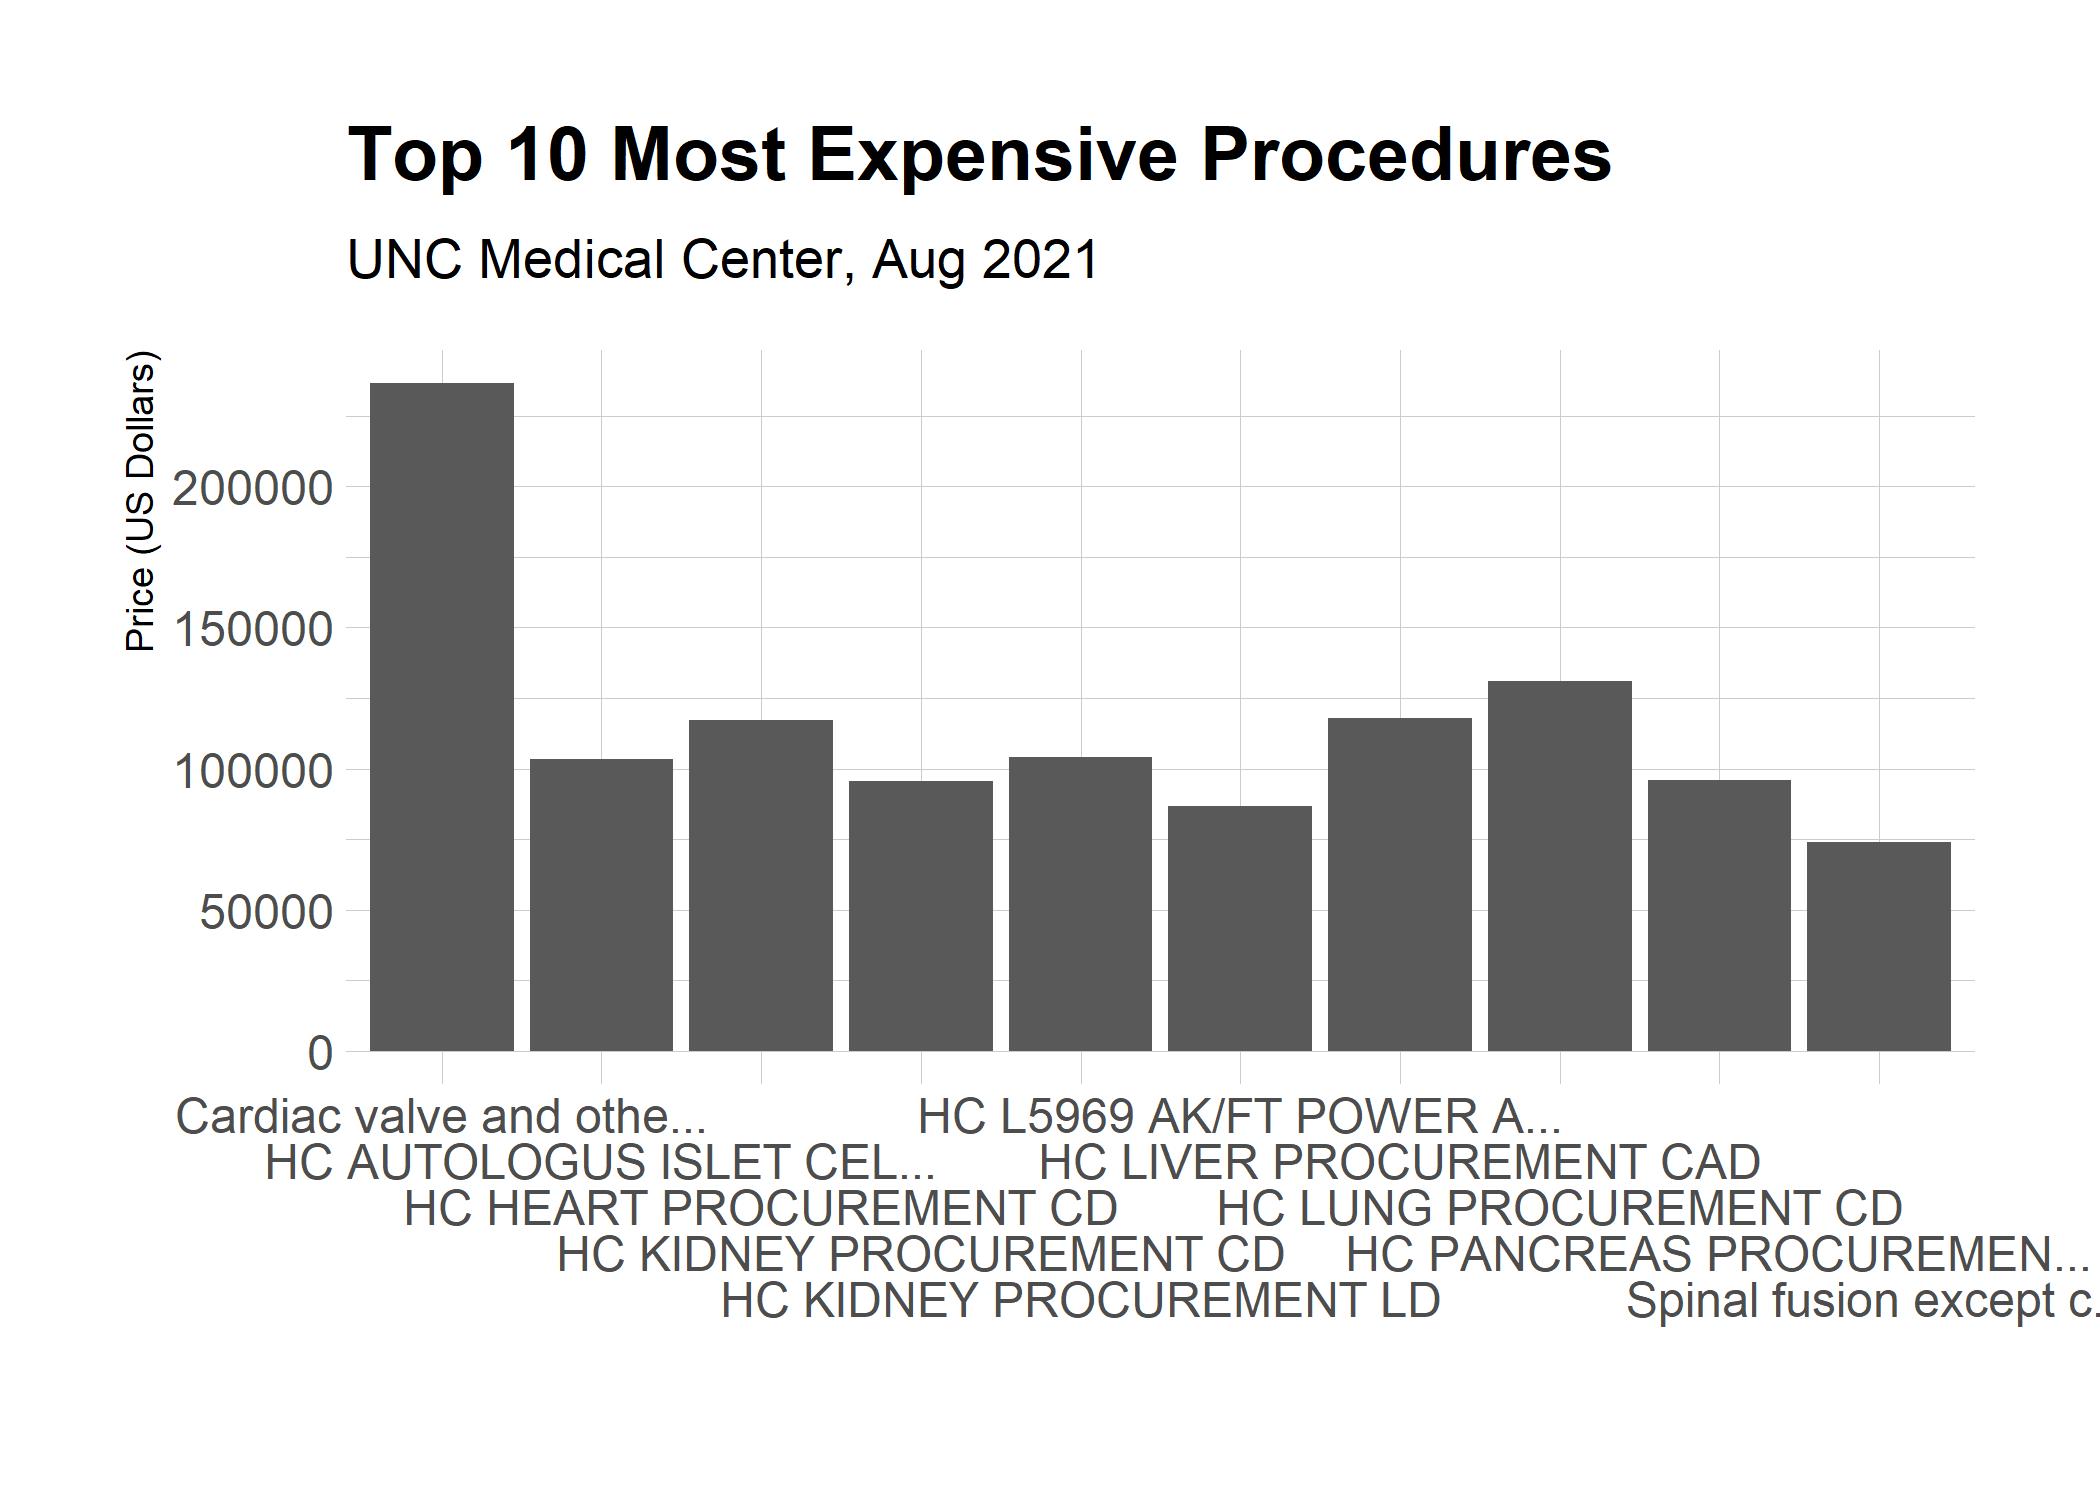 Top 10 Most Expensive Procedures
UNC Medical Center, Aug 2021
Price (US Dollars)
200000
150000
100000
50000
0
Cardiac valve and othe...
HC L5969 AK/FT POWER A...
HC AUTOLOGUS ISLET CEL...
HC LIVER PROCUREMENT CAD
HC HEART PROCUREMENT CD
HC LUNG PROCUREMENT CD
HC KIDNEY PROCUREMENT CD
HC PANCREAS PROCUREMEN...
HC KIDNEY PROCUREMENT LD
Spinal fusion except c.